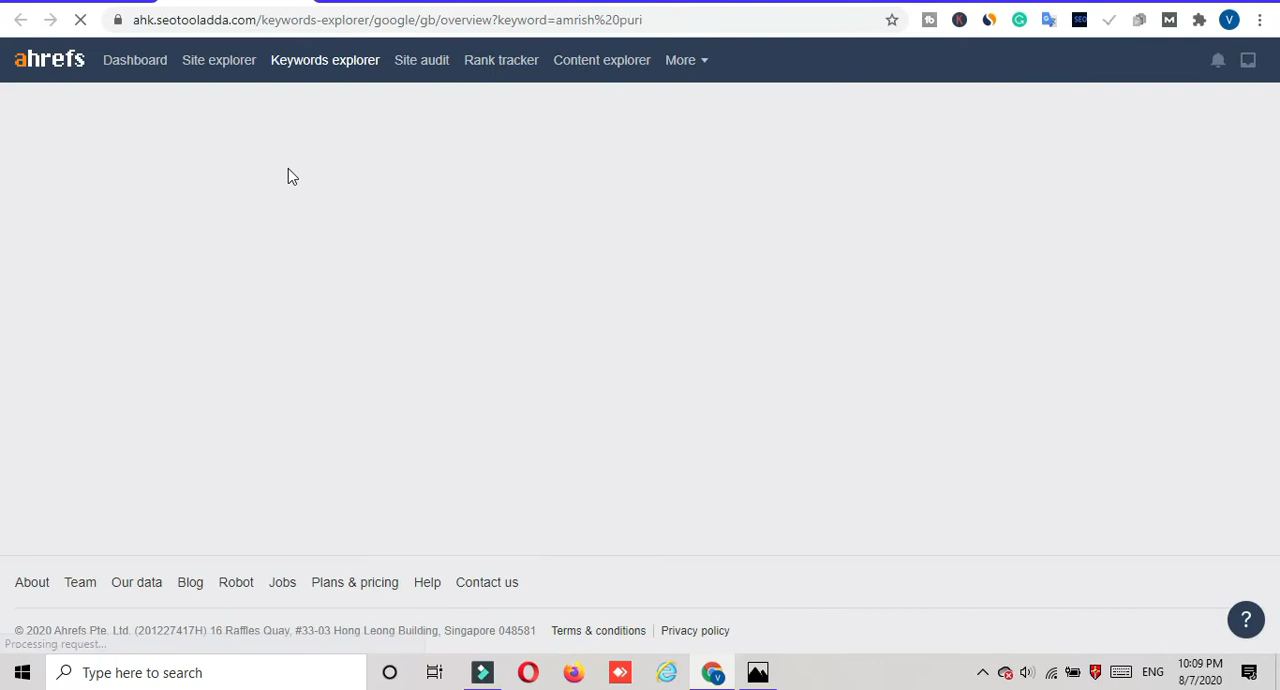 ahk.seotooladda.com/keywords-explorer/google/gb/overview?keyword=amrish%20puri
SEO
M
V
ahrefs Dashboard Site explorer Keywords explorer Site audit Rank tracker Content explorer More
About Team Our data Blog Robot Jobs Plans & pricing Help Contact us
?
© 2020 Ahrefs Pte. Ltd. (201227417H) 16 Raffles Quay, #33-03 Hong Leong Building, Singapore 048581 Terms & conditions Privacy policy
Processing request...
Type here to search
ENG
10:09 PM
8/7/2020